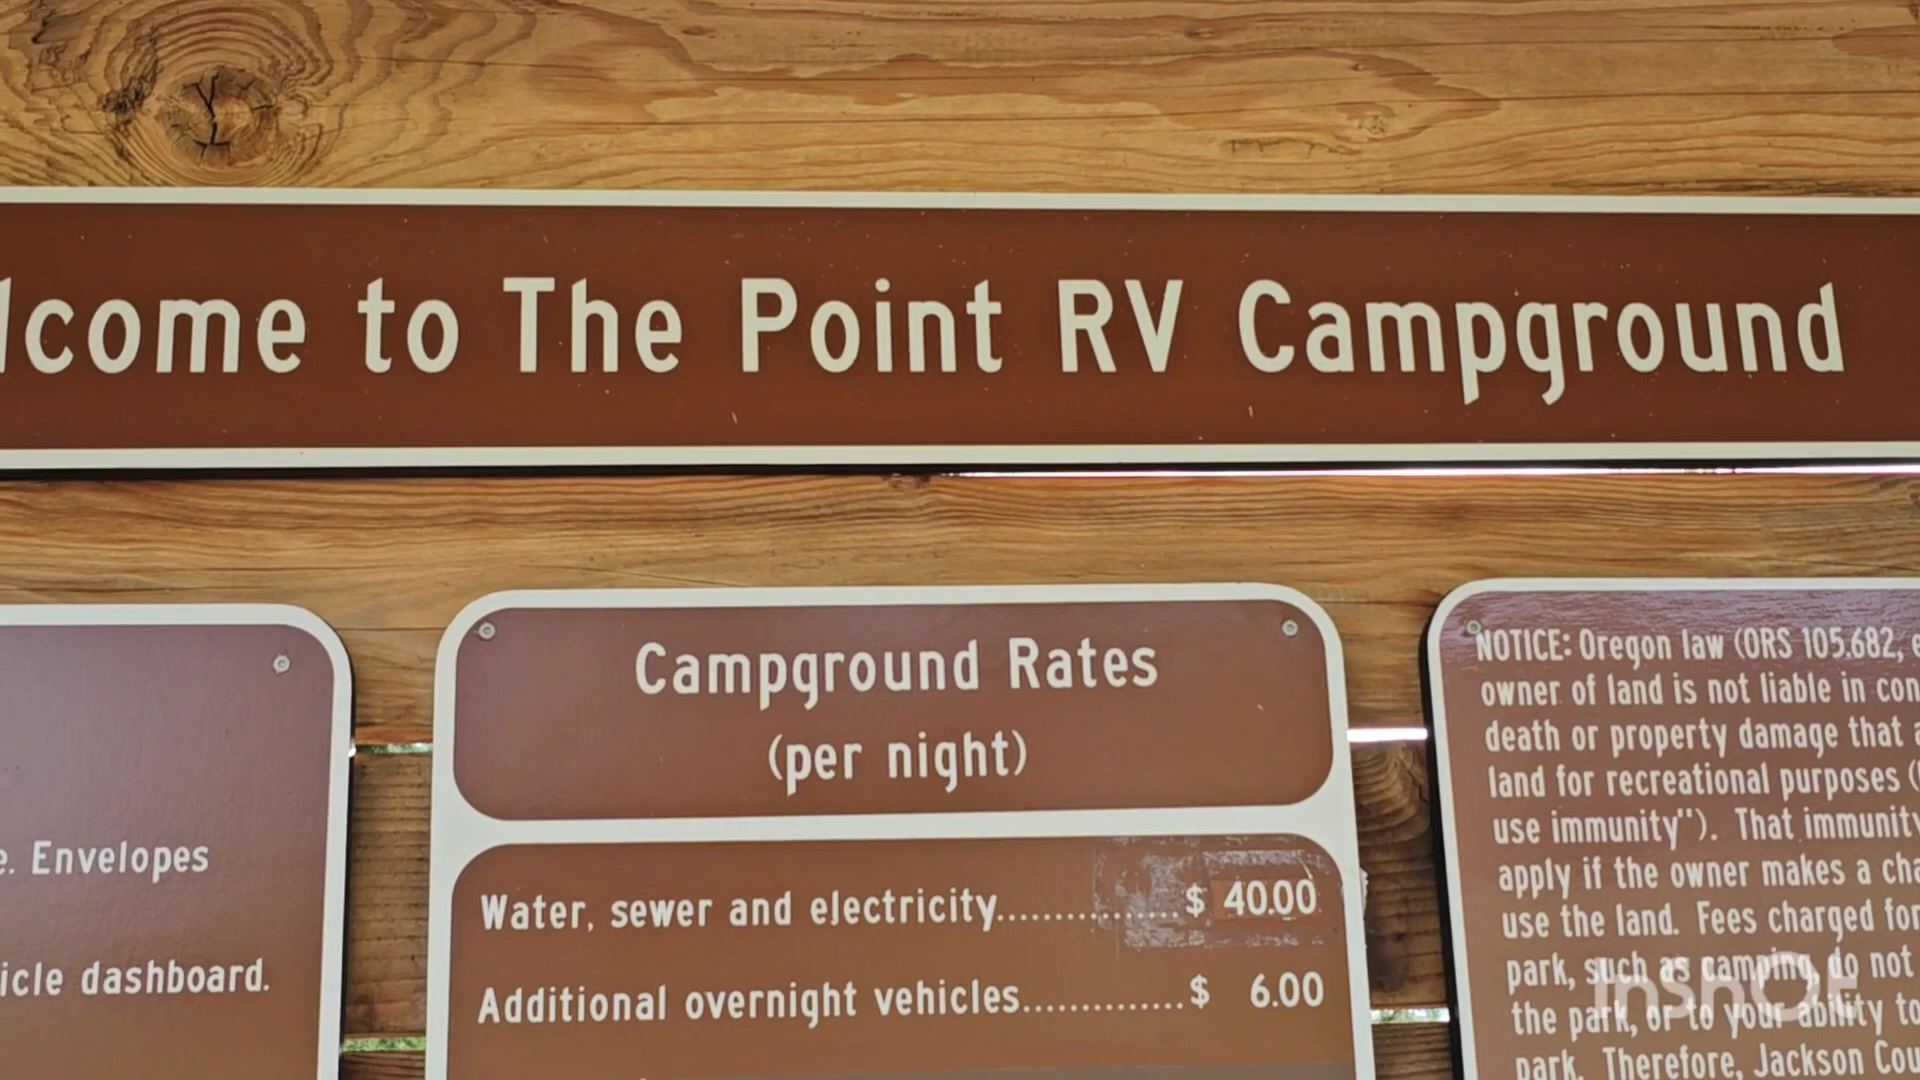 lcome to The Point RV Campground
e. Envelopes
icle dashboard.
Campground Rates
(per night)
Water, sewer and electricity................$ 40.00
Additional overnight vehicles..............$ 6.00
NOTICE: Oregon law (ORS 105.682, e
owner of land is not liable in con
death or property damage that a
land for recreational purposes (
use immunity"). That immunity
apply if the owner makes a cha
use the land. Fees charged for
park, such as camping, do not
the park, or to your ability to
park. Therefore, Jackson Cou
InShOt